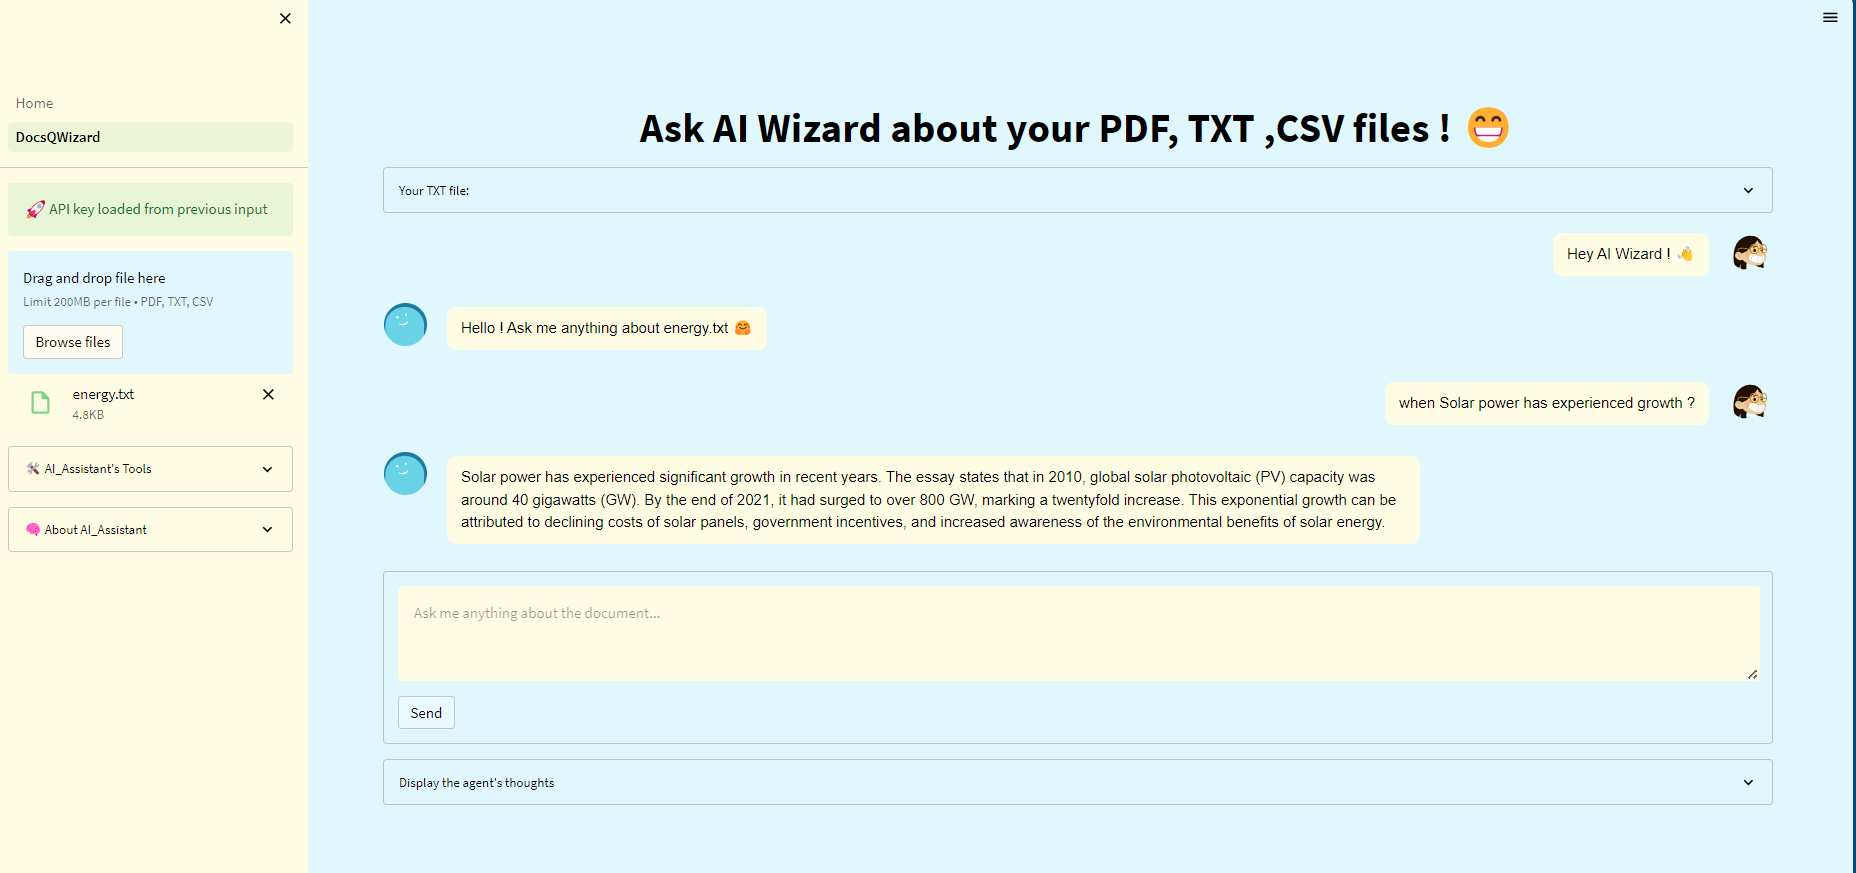 Home
DocsQWizard
🚀 API key loaded from previous input
Drag and drop file here
Limit 200MB per file • PDF, TXT, CSV
Browse files
energy.txt
4.8KB
🛠️ AI_Assistant's Tools
🧠 About AI_Assistant
Ask AI Wizard about your PDF, TXT ,CSV files ! 😁
Your TXT file:
Hey AI Wizard ! 👋
Hello ! Ask me anything about energy.txt 🤗
when Solar power has experienced growth ?
Solar power has experienced significant growth in recent years. The essay states that in 2010, global solar photovoltaic (PV) capacity was
around 40 gigawatts (GW). By the end of 2021, it had surged to over 800 GW, marking a twentyfold increase. This exponential growth can be
attributed to declining costs of solar panels, government incentives, and increased awareness of the environmental benefits of solar energy.
Ask me anything about the document...
Send
Display the agent's thoughts